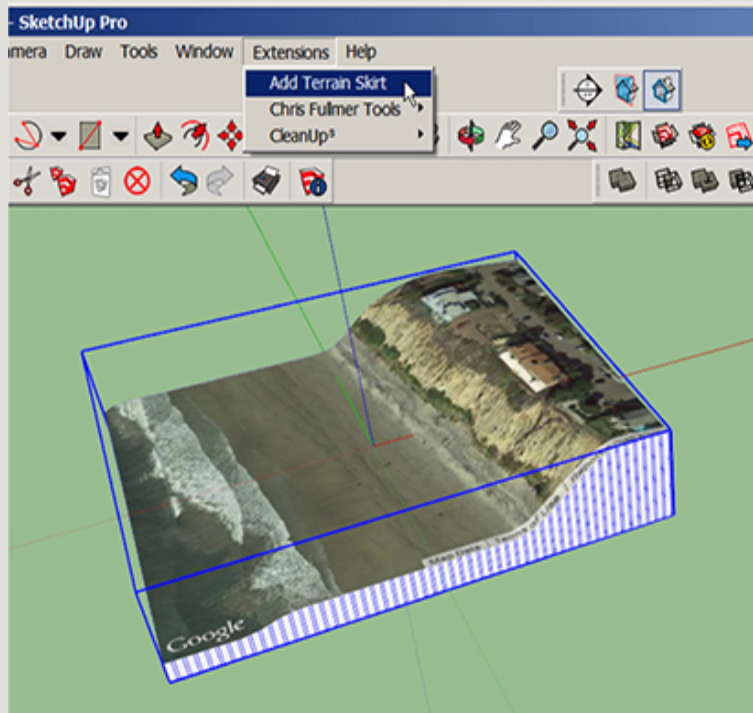 - SketchUp Pro
mera Draw Tools Window Extensions Help
Add Terrain Skirt
Chris Fullmer Tools
CleanUp³
Google